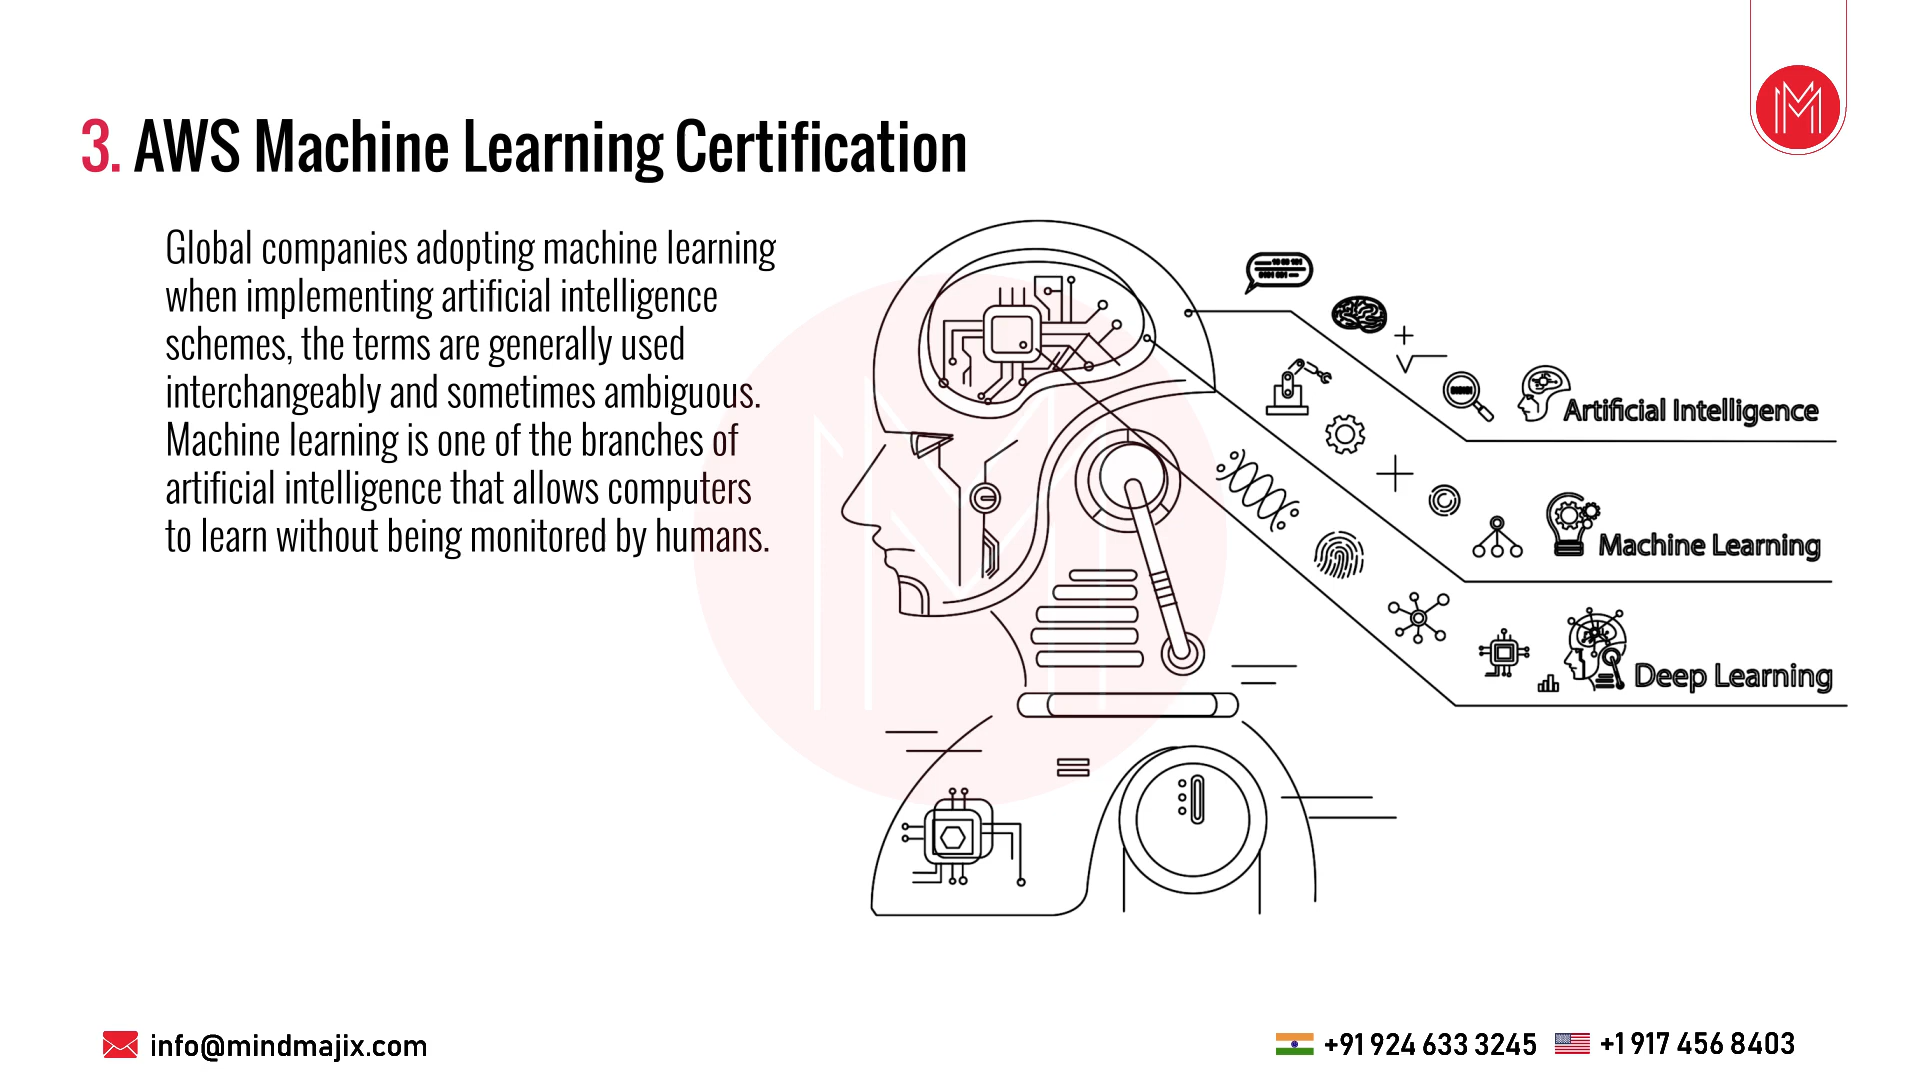 3. AWS Machine Learning Certification
Global companies adopting machine learning
when implementing artificial intelligence
schemes, the terms are generally used
interchangeably and sometimes ambiguous.
Machine learning is one of the branches of
artificial intelligence that allows computers
to learn without being monitored by humans.
Artificial Intelligence
Machine Learning
Deep Learning
info@mindmajix.com
+91 924 633 3245
+1 917 456 8403